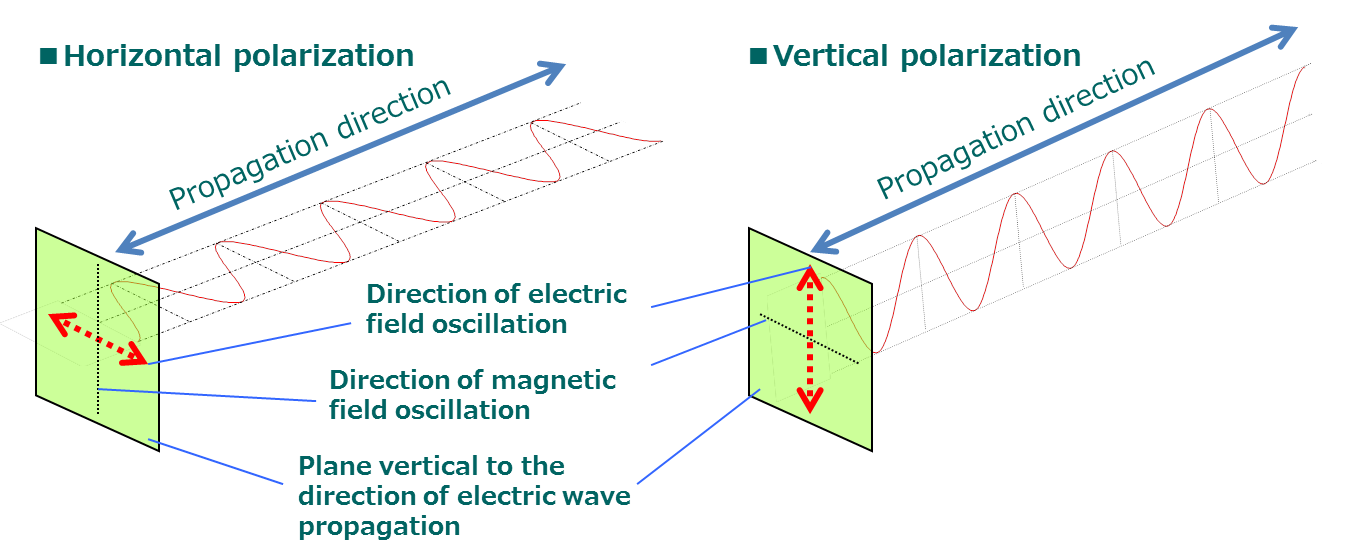 ■Horizontal polarization
Propagation direction
■Vertical polarization
Propagation direction
Direction of electric
field oscillation
Direction of magnetic
field oscillation
Plane vertical to the
direction of electric wave
propagation